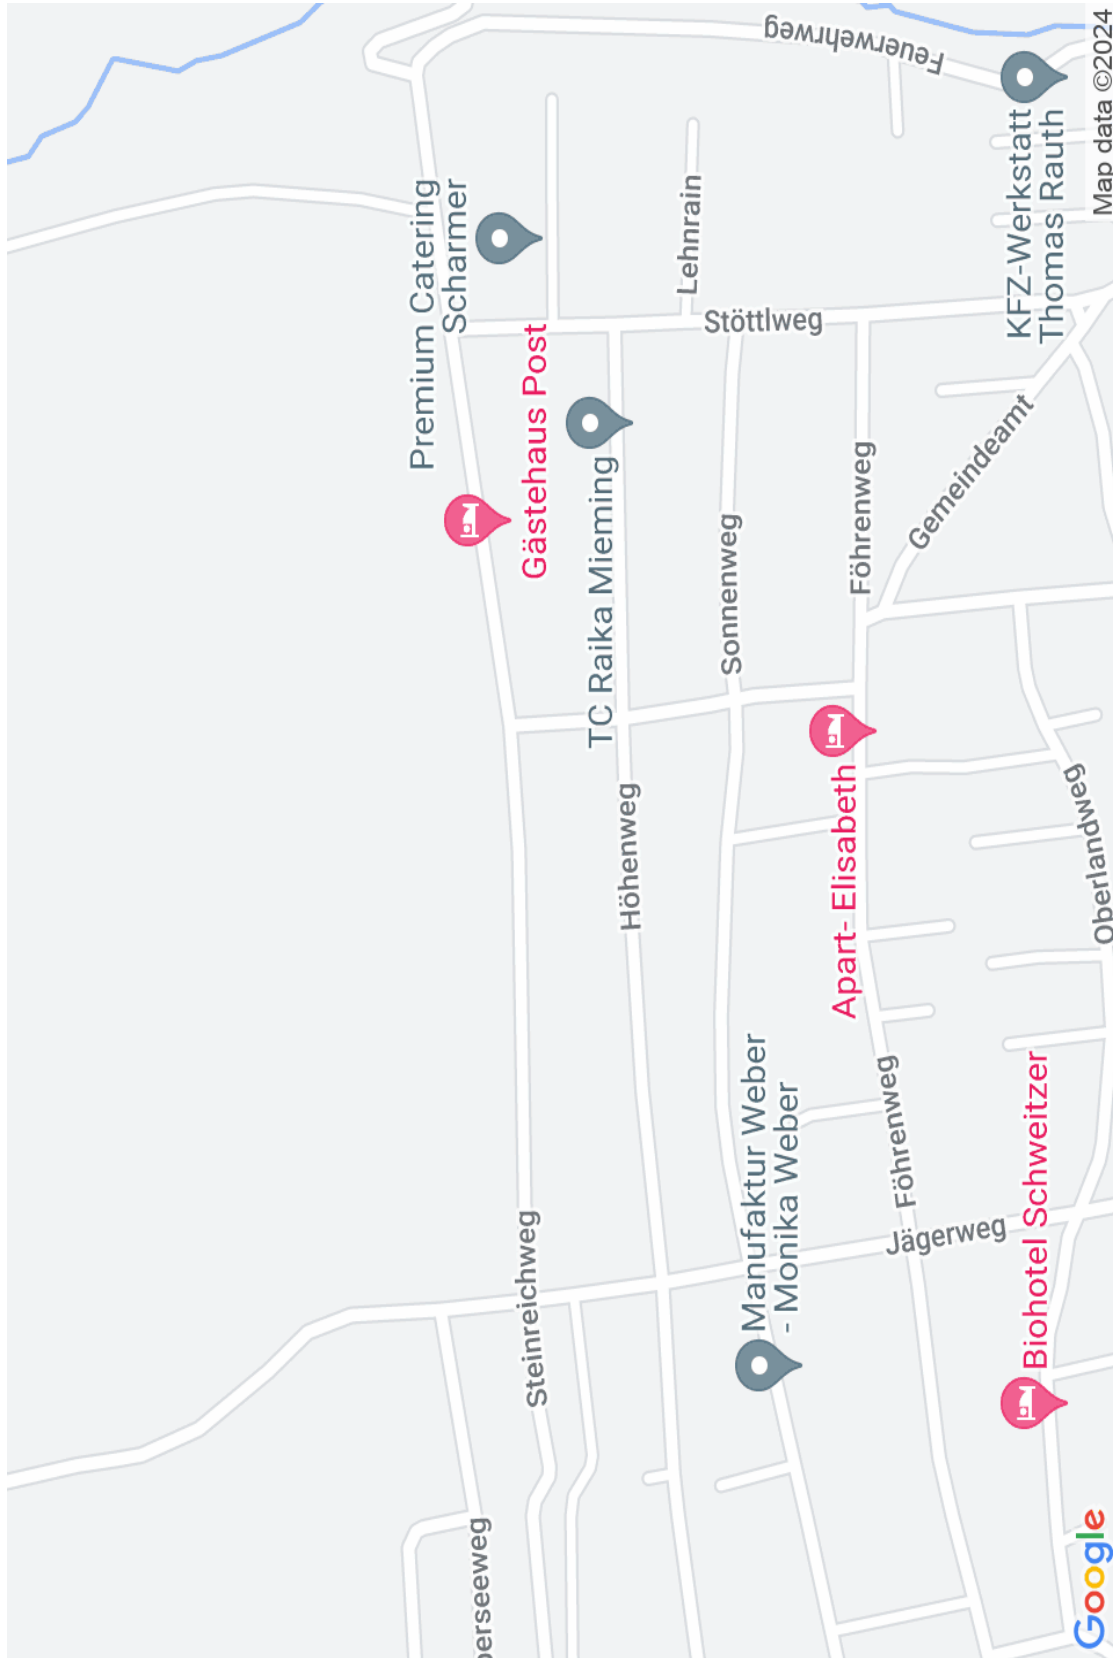 Feuerwehrweg
Premium Catering
Scharmer
KFZ-Werkstatt
Thomas Rauth
Map data ©2024
Lehnrain
Stöttlweg
Gästehaus Post
TC Raika Mieming
Sonnenweg
Föhrenweg
Gemeindeamt
Höhenweg
Apart- Elisabeth
Oberlandweg
Manufaktur Weber
- Monika Weber
Föhrenweg
Jägerweg
Biohotel Schweitzer
Steinreichweg
berseeweg
Google